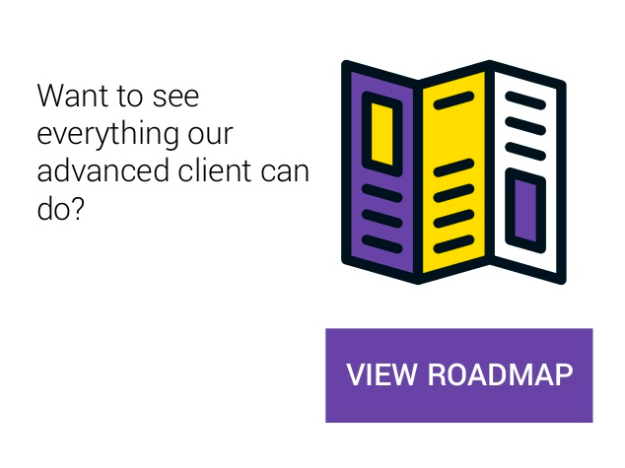 Want to see
everything our
advanced client can
do?
VIEW ROADMAP